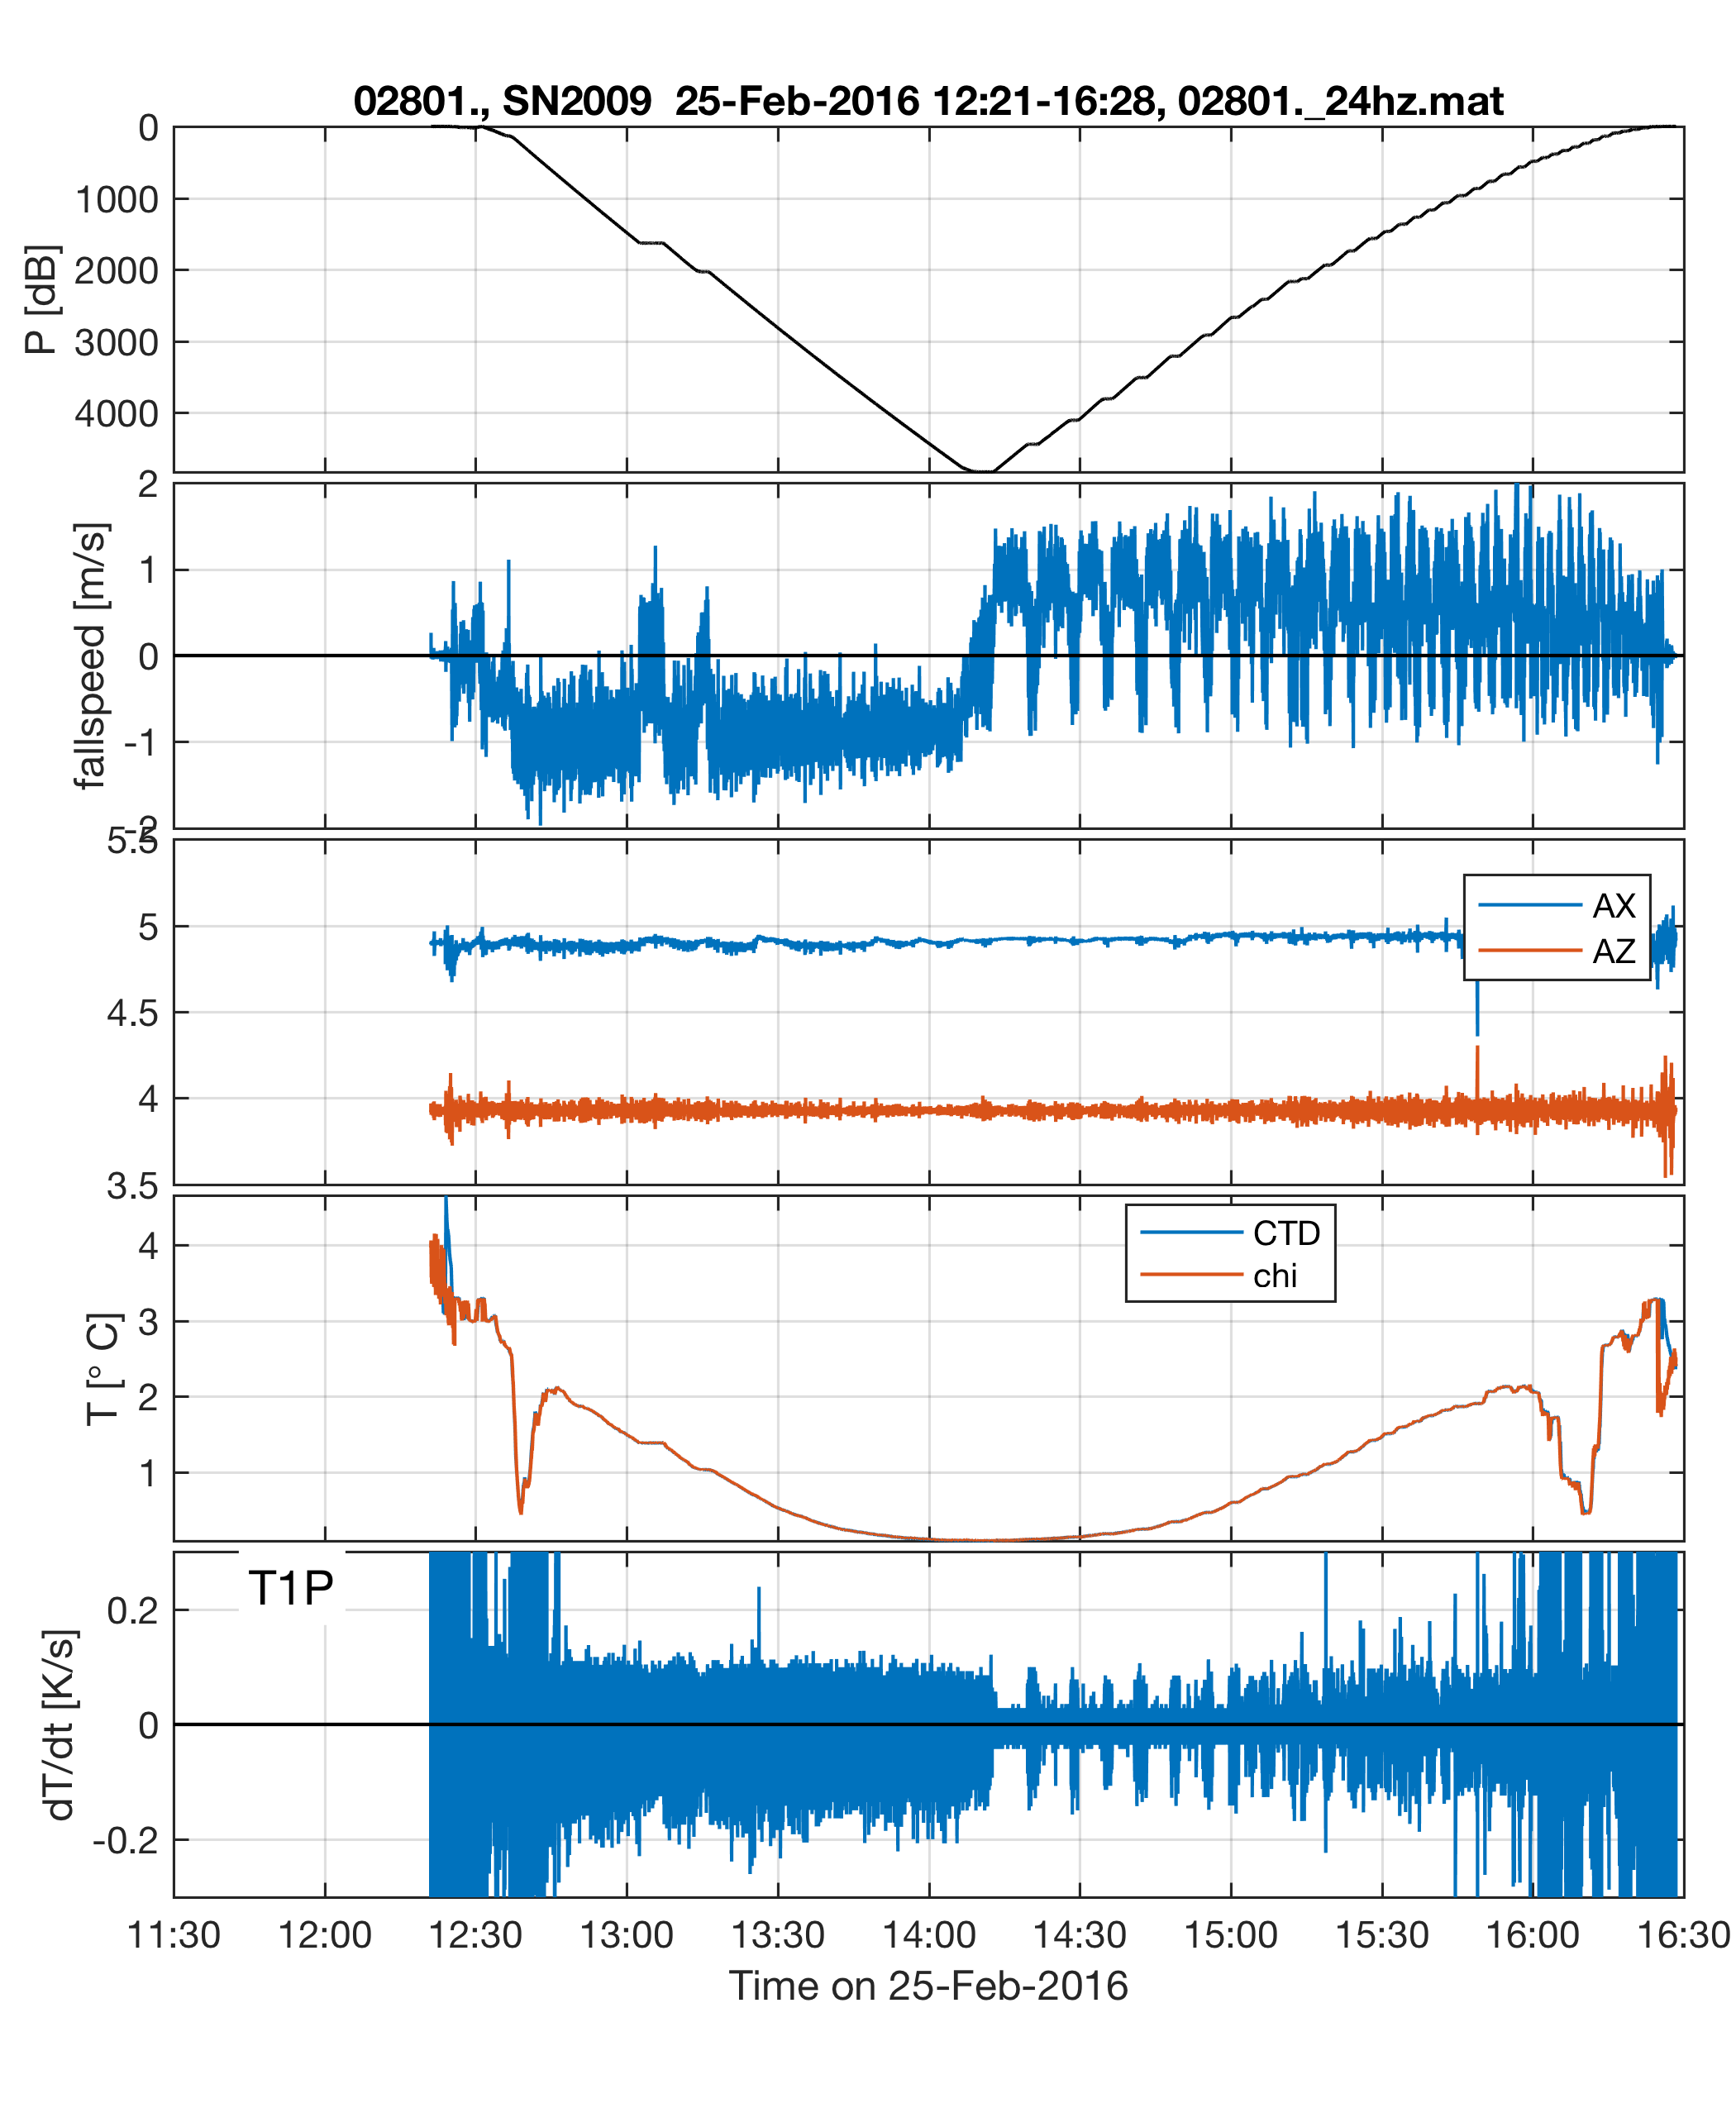 02801., SN2009  25-Feb-2016 12:21-16:28, 02801._24hz.mat
0
1000
2000
3000
4000
P [dB]
2
1
0
-1
-2
fallspeed [m/s]
5.5
5
4.5
4
3.5
AX
AZ
4
3
2
1
T [° C]
CTD
chi
T1P
0.2
0
-0.2
dT/dt [K/s]
11:30 12:00 12:30 13:00 13:30 14:00 14:30 15:00 15:30 16:00 16:30
Time on 25-Feb-2016